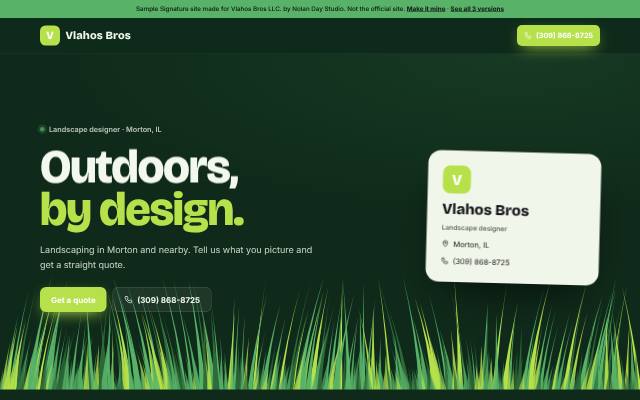 Sample Signature site made for Vlahos Bros LLC. by Nolan Day Studio. Not the official site. Make it mine · See all 3 versions
V Vlahos Bros
(309) 868-8725
Landscape designer · Morton, IL
Outdoors,
by design.
Landscaping in Morton and nearby. Tell us what you picture and
get a straight quote.
Get a quote
(309) 868-8725
V
Vlahos Bros
Landscape designer
Morton, IL
(309) 868-8725